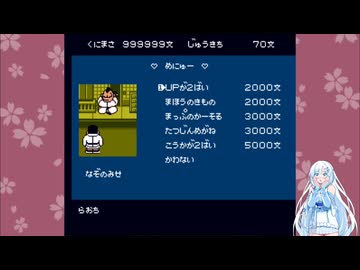 くにまさ 999999文 じゅうきち 70文
♡ めにゅー ♡
1UPが2ばい 2000文
まほうのきもの 2000文
まっぷのかーそる 3000文
たつじんめがね 3000文
こうかが2ばい 5000文
かわない
なぞのみせ
らおち